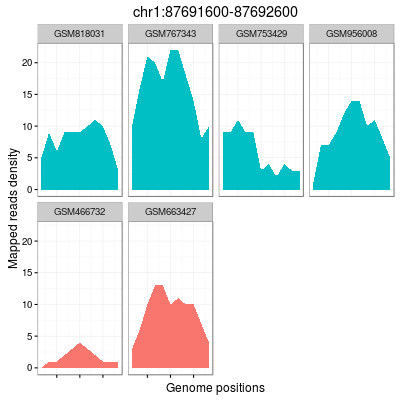 chr1:87691600-87692600
GSM818031 GSM767343 GSM753429 GSM956008
20
15
10
5
0
GSM466732 GSM663427
20
15
10
5
0
Mapped reads density
Genome positions